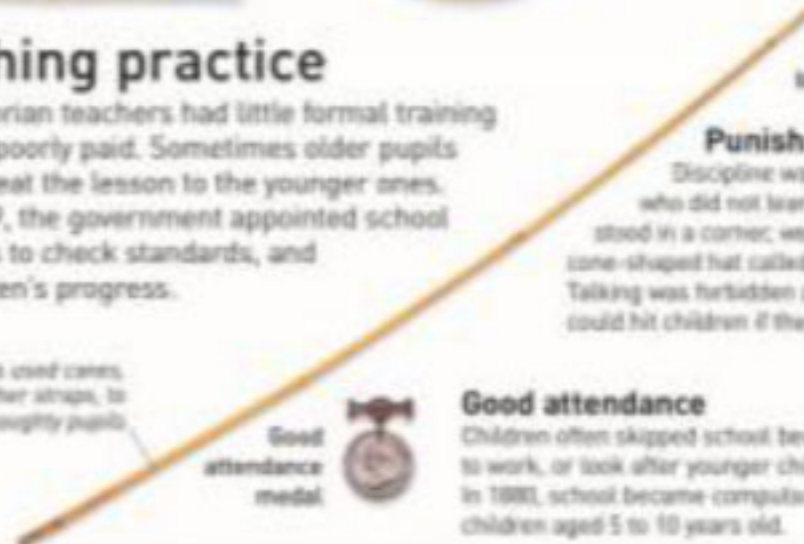 hing practice
rian teachers had little formal training
poorly paid. Sometimes older pupils
eat the lesson to the younger ones.
, the government appointed school
s to check standards, and
en's progress.
used canes,
her straps, to
naughty pupils
Good
attendance
medal
Punish
Discipline wa
who did not lear
stood in a corner, we
cone-shaped hat called
Talking was forbidden
could hit children if the
Good attendance
Children often skipped school be
to work, or look after younger ch
In 1880, school became compuls
children aged 5 to 10 years old.